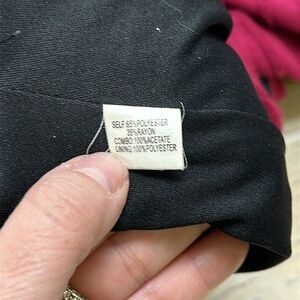 SELF:65%POLYESTER
35%RAYON
COMBO:100%ACETATE
LINING:100%POLYESTER